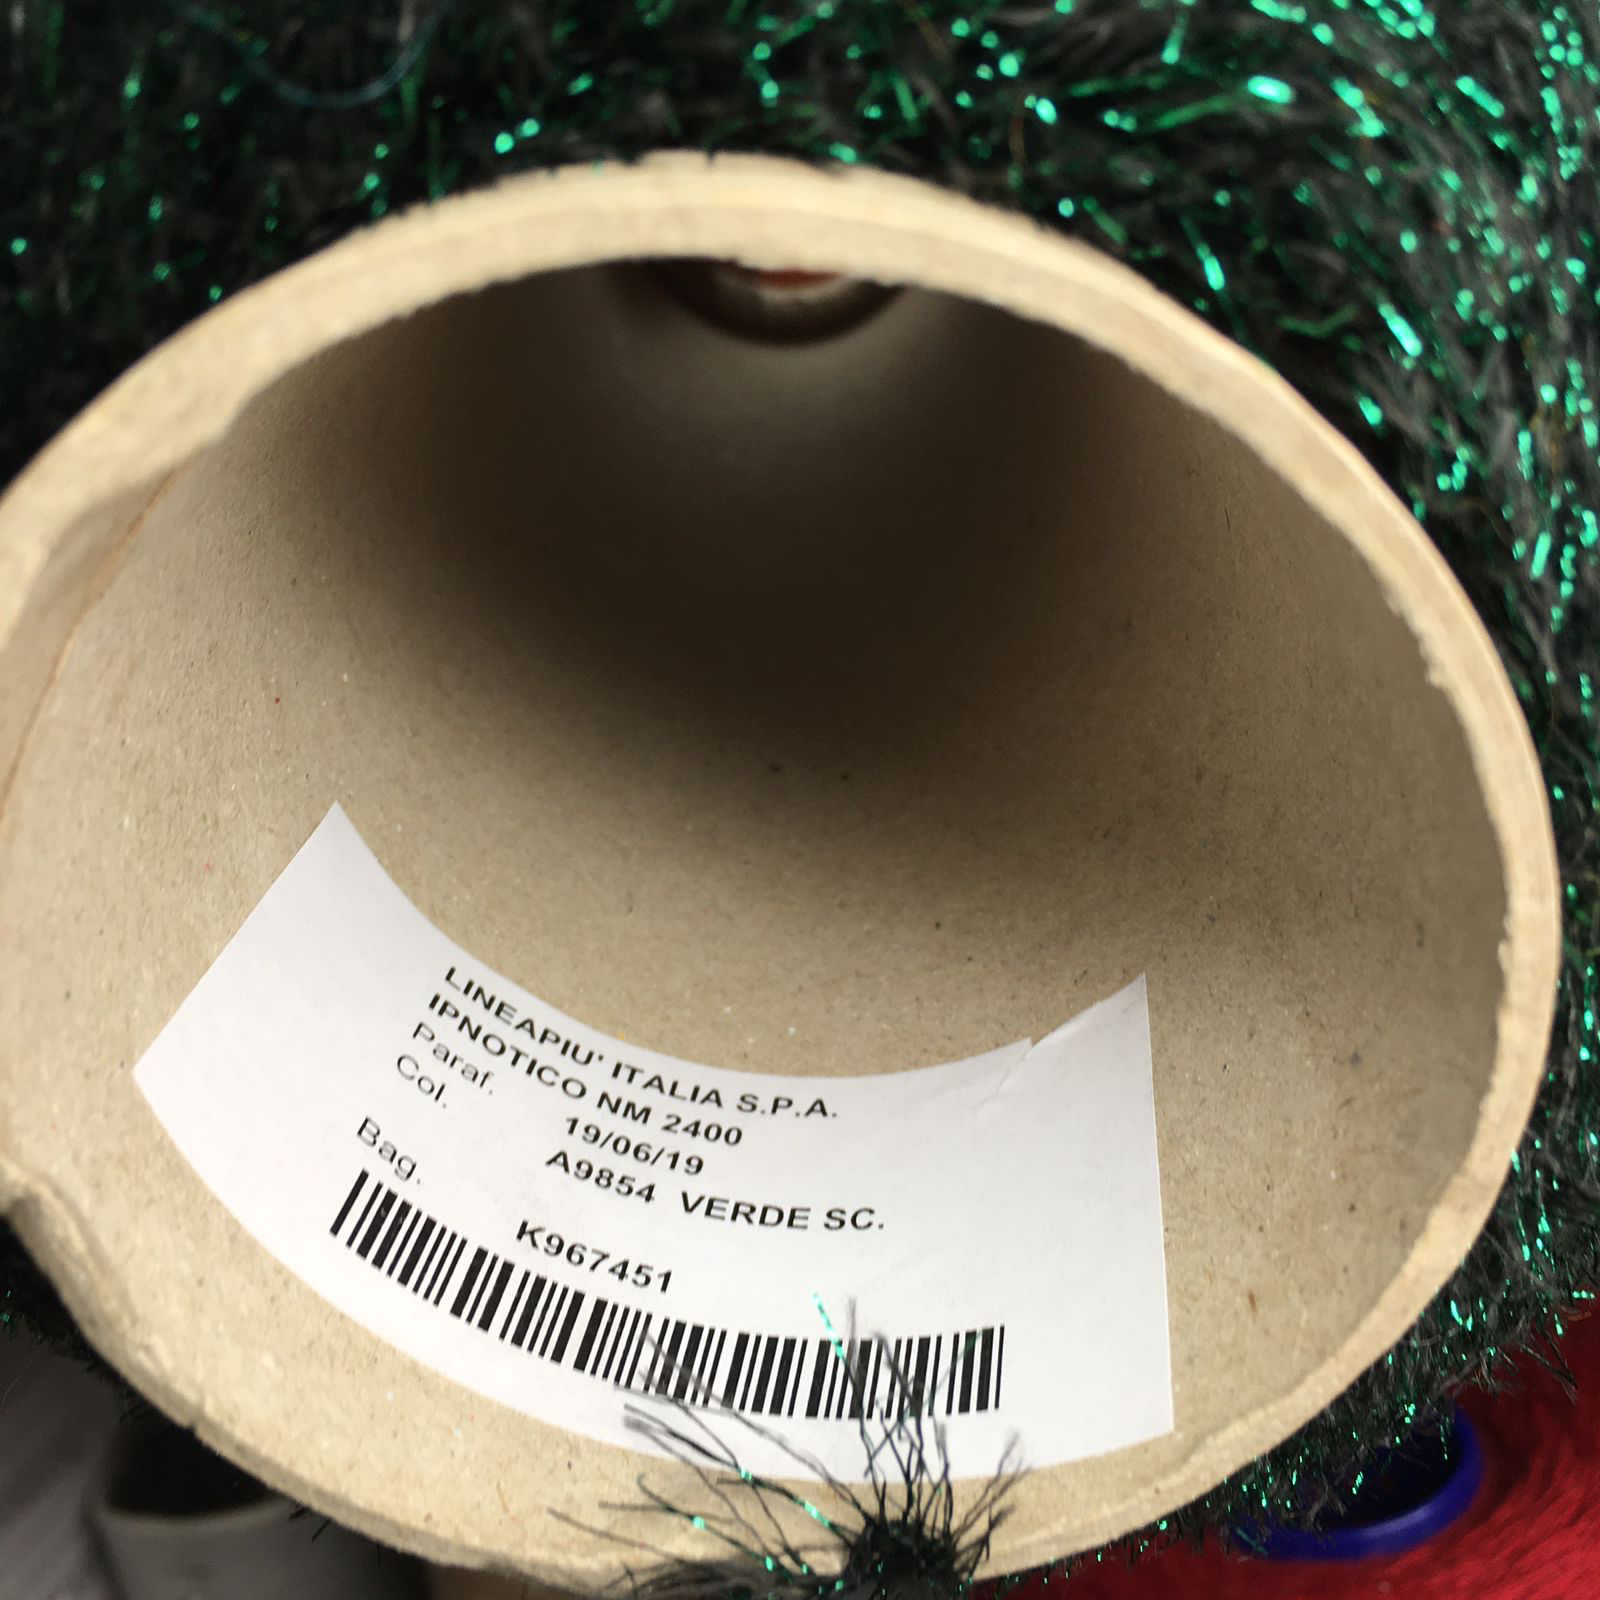 LINEAPIU' ITALIA S.P.A.
IPNOTICO NM 2400
Paraf. 19/06/19
Col. A9854 VERDE SC.
Bag. K967451